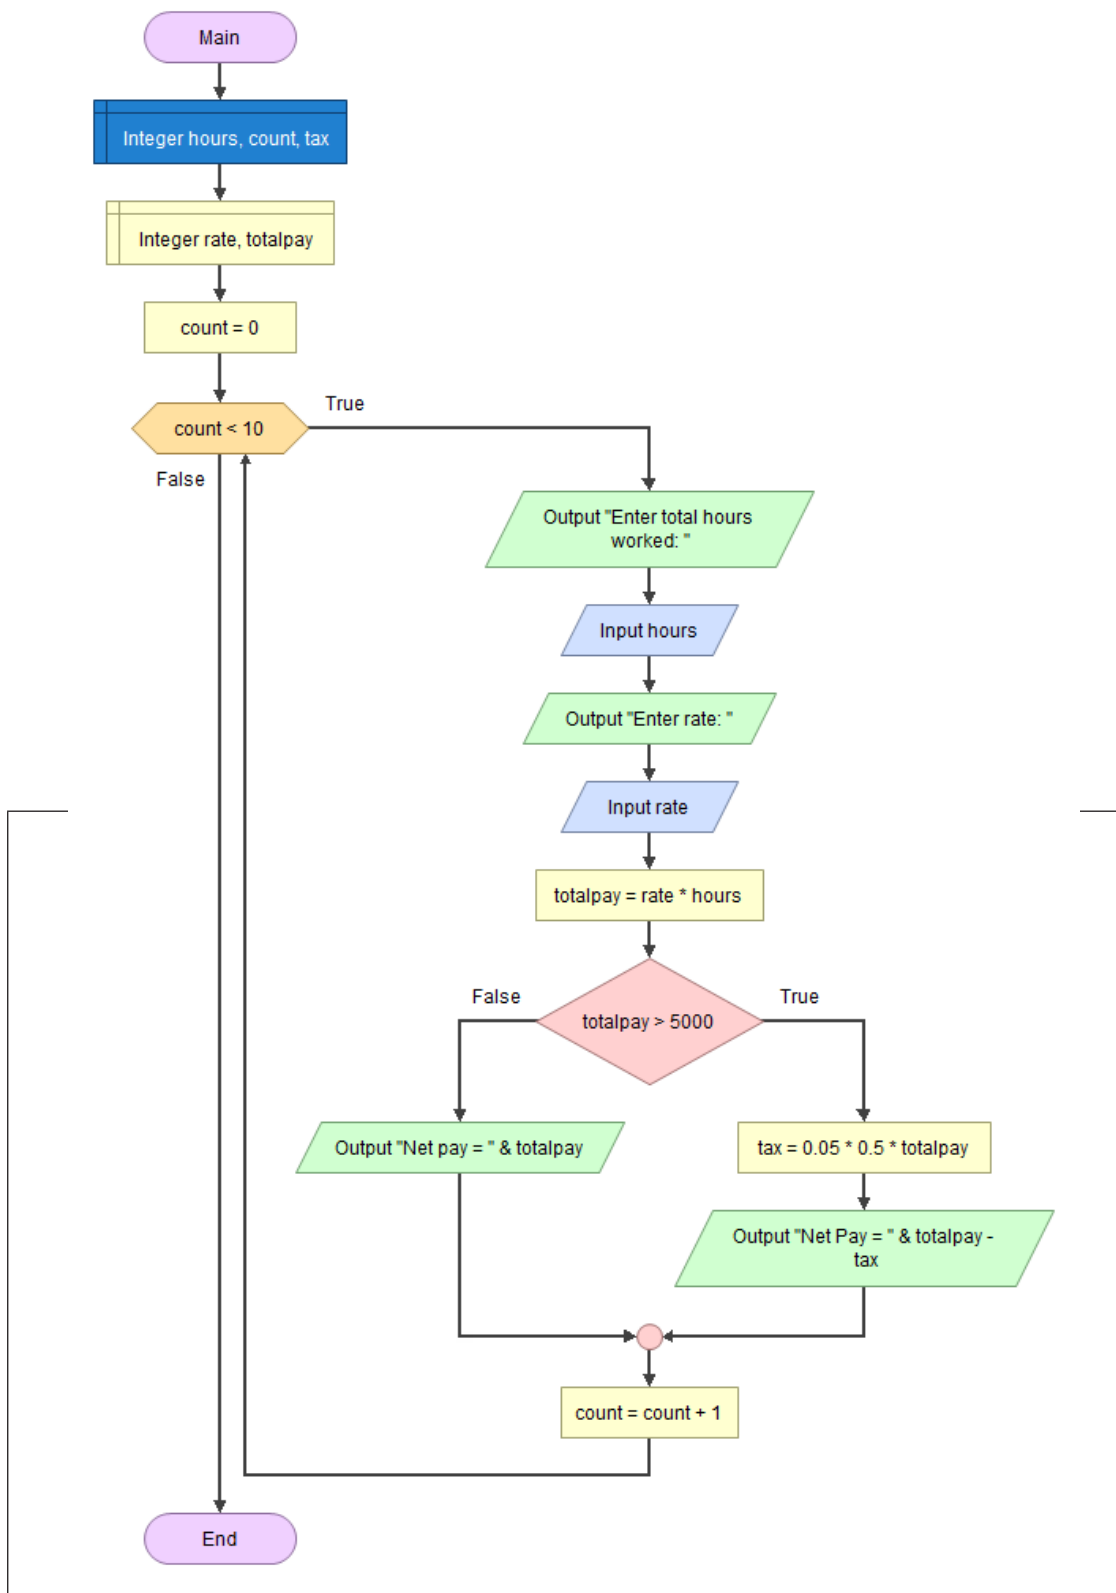 Main
Integer hours, count, tax
Integer rate, totalpay
count = 0
count < 10
True
False
Output "Enter total hours
worked: "
Input hours
Output "Enter rate: "
Input rate
totalpay = rate * hours
totalpay > 5000
False
True
Output "Net pay = " & totalpay
tax = 0.05 * 0.5 * totalpay
Output "Net Pay = " & totalpay -
tax
count = count + 1
End